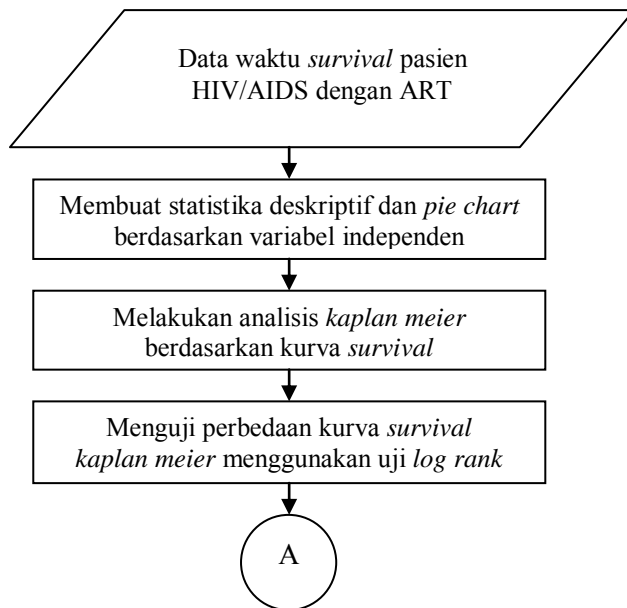 Data waktu survival pasien
HIV/AIDS dengan ART
Membuat statistika deskriptif dan pie chart
berdasarkan variabel independen
Melakukan analisis kaplan meier
berdasarkan kurva survival
Menguji perbedaan kurva survival
kaplan meier menggunakan uji log rank
A